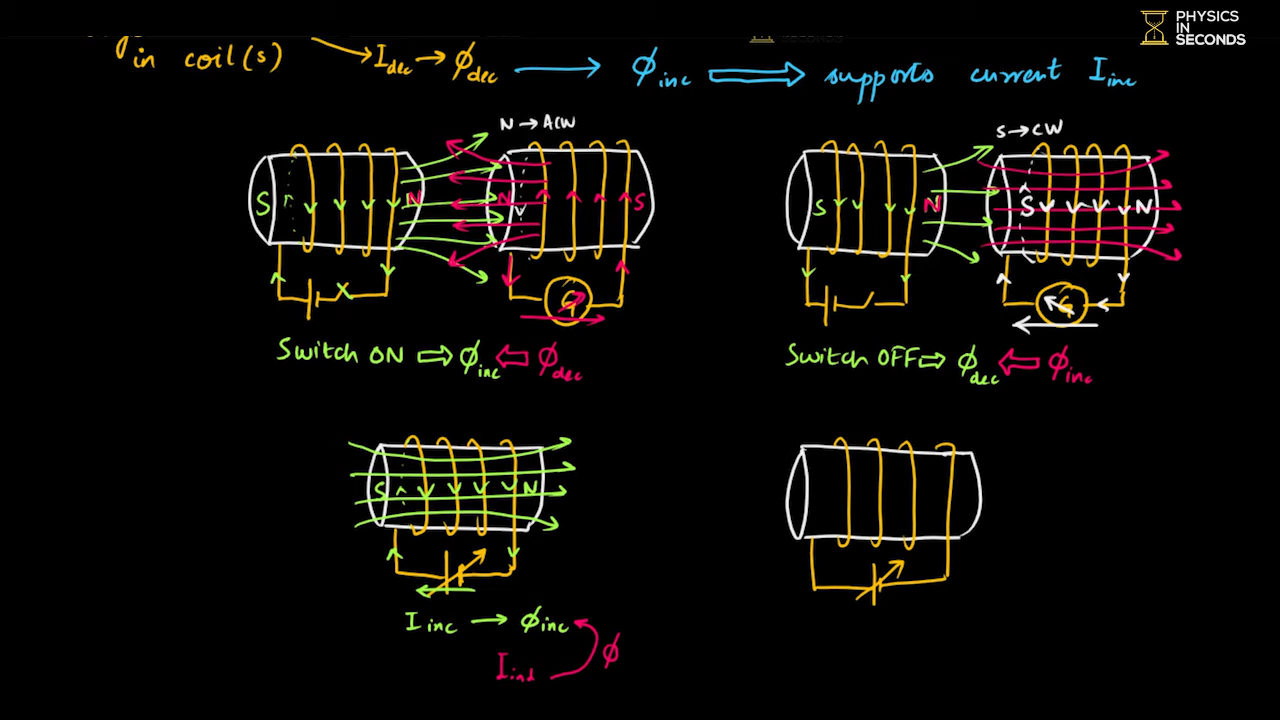 PHYSICS
IN
SECONDS
in coil(s) I dec → ϕ dec → ϕ inc ⇒ supports current I inc
N → ACW
S → CW
S N N S
S N S N
G
G
Switch ON ⇒ ϕ inc ⇐ ϕ dec
Switch OFF ⇒ ϕ dec ⇐ ϕ inc
S N
I inc → ϕ inc
I ind ϕ